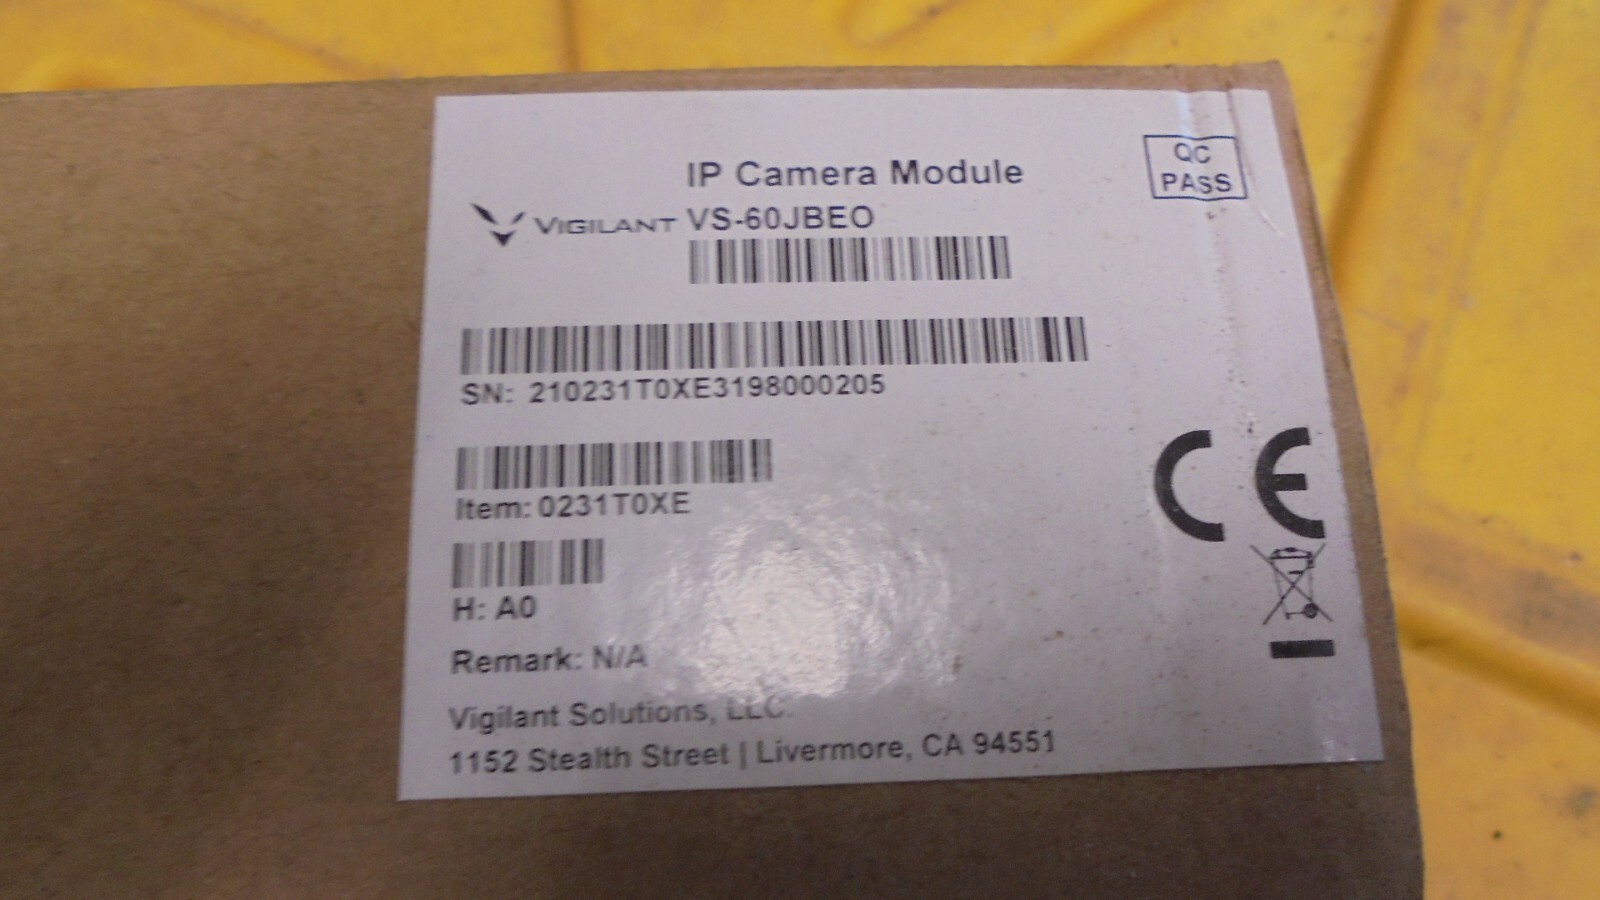 IP Camera Module
QC
PASS
VIGILANT VS-60JBEO
SN: 210231T0XE3198000205
Item: 0231T0XE
H: A0
Remark: N/A
Vigilant Solutions, LLC.
1152 Stealth Street | Livermore, CA 94551
CE